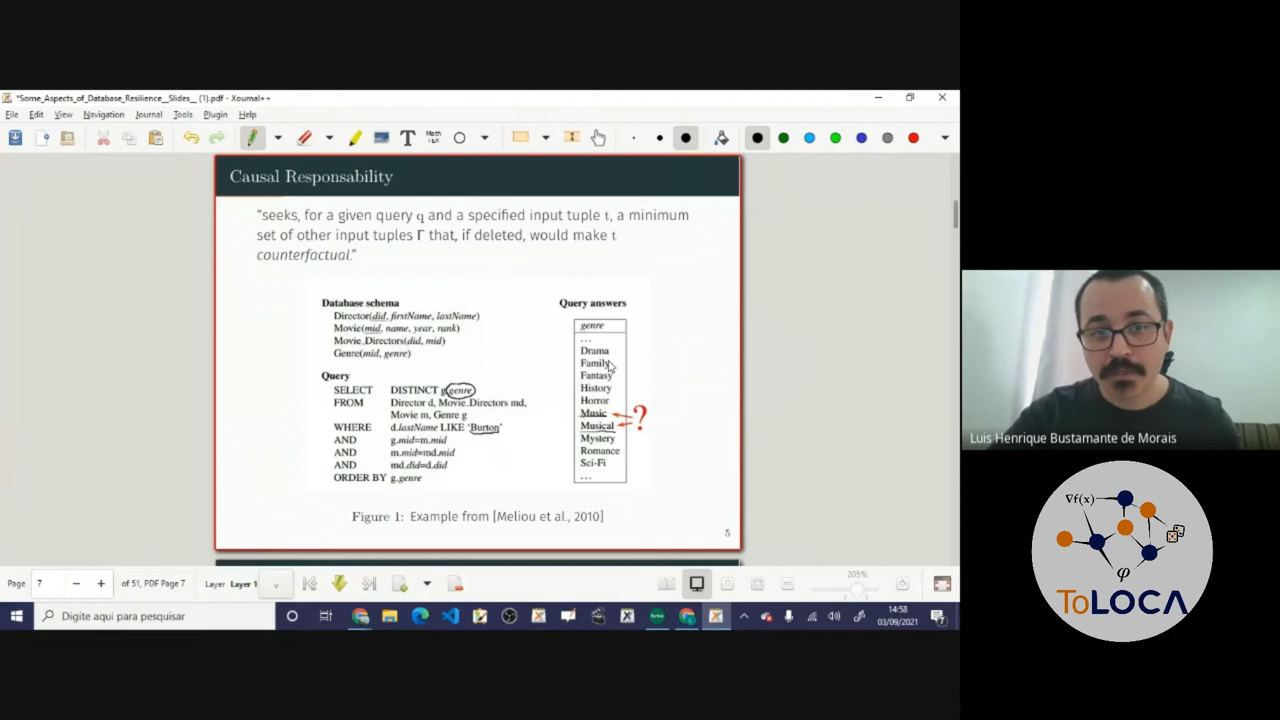 *Some_Aspects_of_Database_Resilience__Slides__ (1).pdf - Xournal++
File Edit View Navigation Journal Tools Plugin Help
T Math TEX
Causal Responsability
“seeks, for a given query q and a specified input tuple t, a minimum
set of other input tuples Γ that, if deleted, would make t
counterfactual.”
Database schema
Director(did, firstName, lastName)
Movie(mid, name, year, rank)
Movie_Directors(did, mid)
Genre(mid, genre)
Query
SELECT DISTINCT g.genre
FROM Director d, Movie_Directors md,
Movie m, Genre g
WHERE d.lastName LIKE ‘Burton’
AND g.mid=m.mid
AND m.mid=md.mid
AND md.did=d.did
ORDER BY g.genre
Query answers
genre
...
Drama
Family
Fantasy
History
Horror
Music
Musical
Mystery
Romance
Sci-Fi
...
?
Figure 1: Example from [Meliou et al., 2010]
5
Page 7 of 51, PDF Page 7 Layer Layer 1 205%
Digite aqui para pesquisar
14:58
03/09/2021
Luis Henrique Bustamante de Morais
∇f(x)
φ
ToLOCA